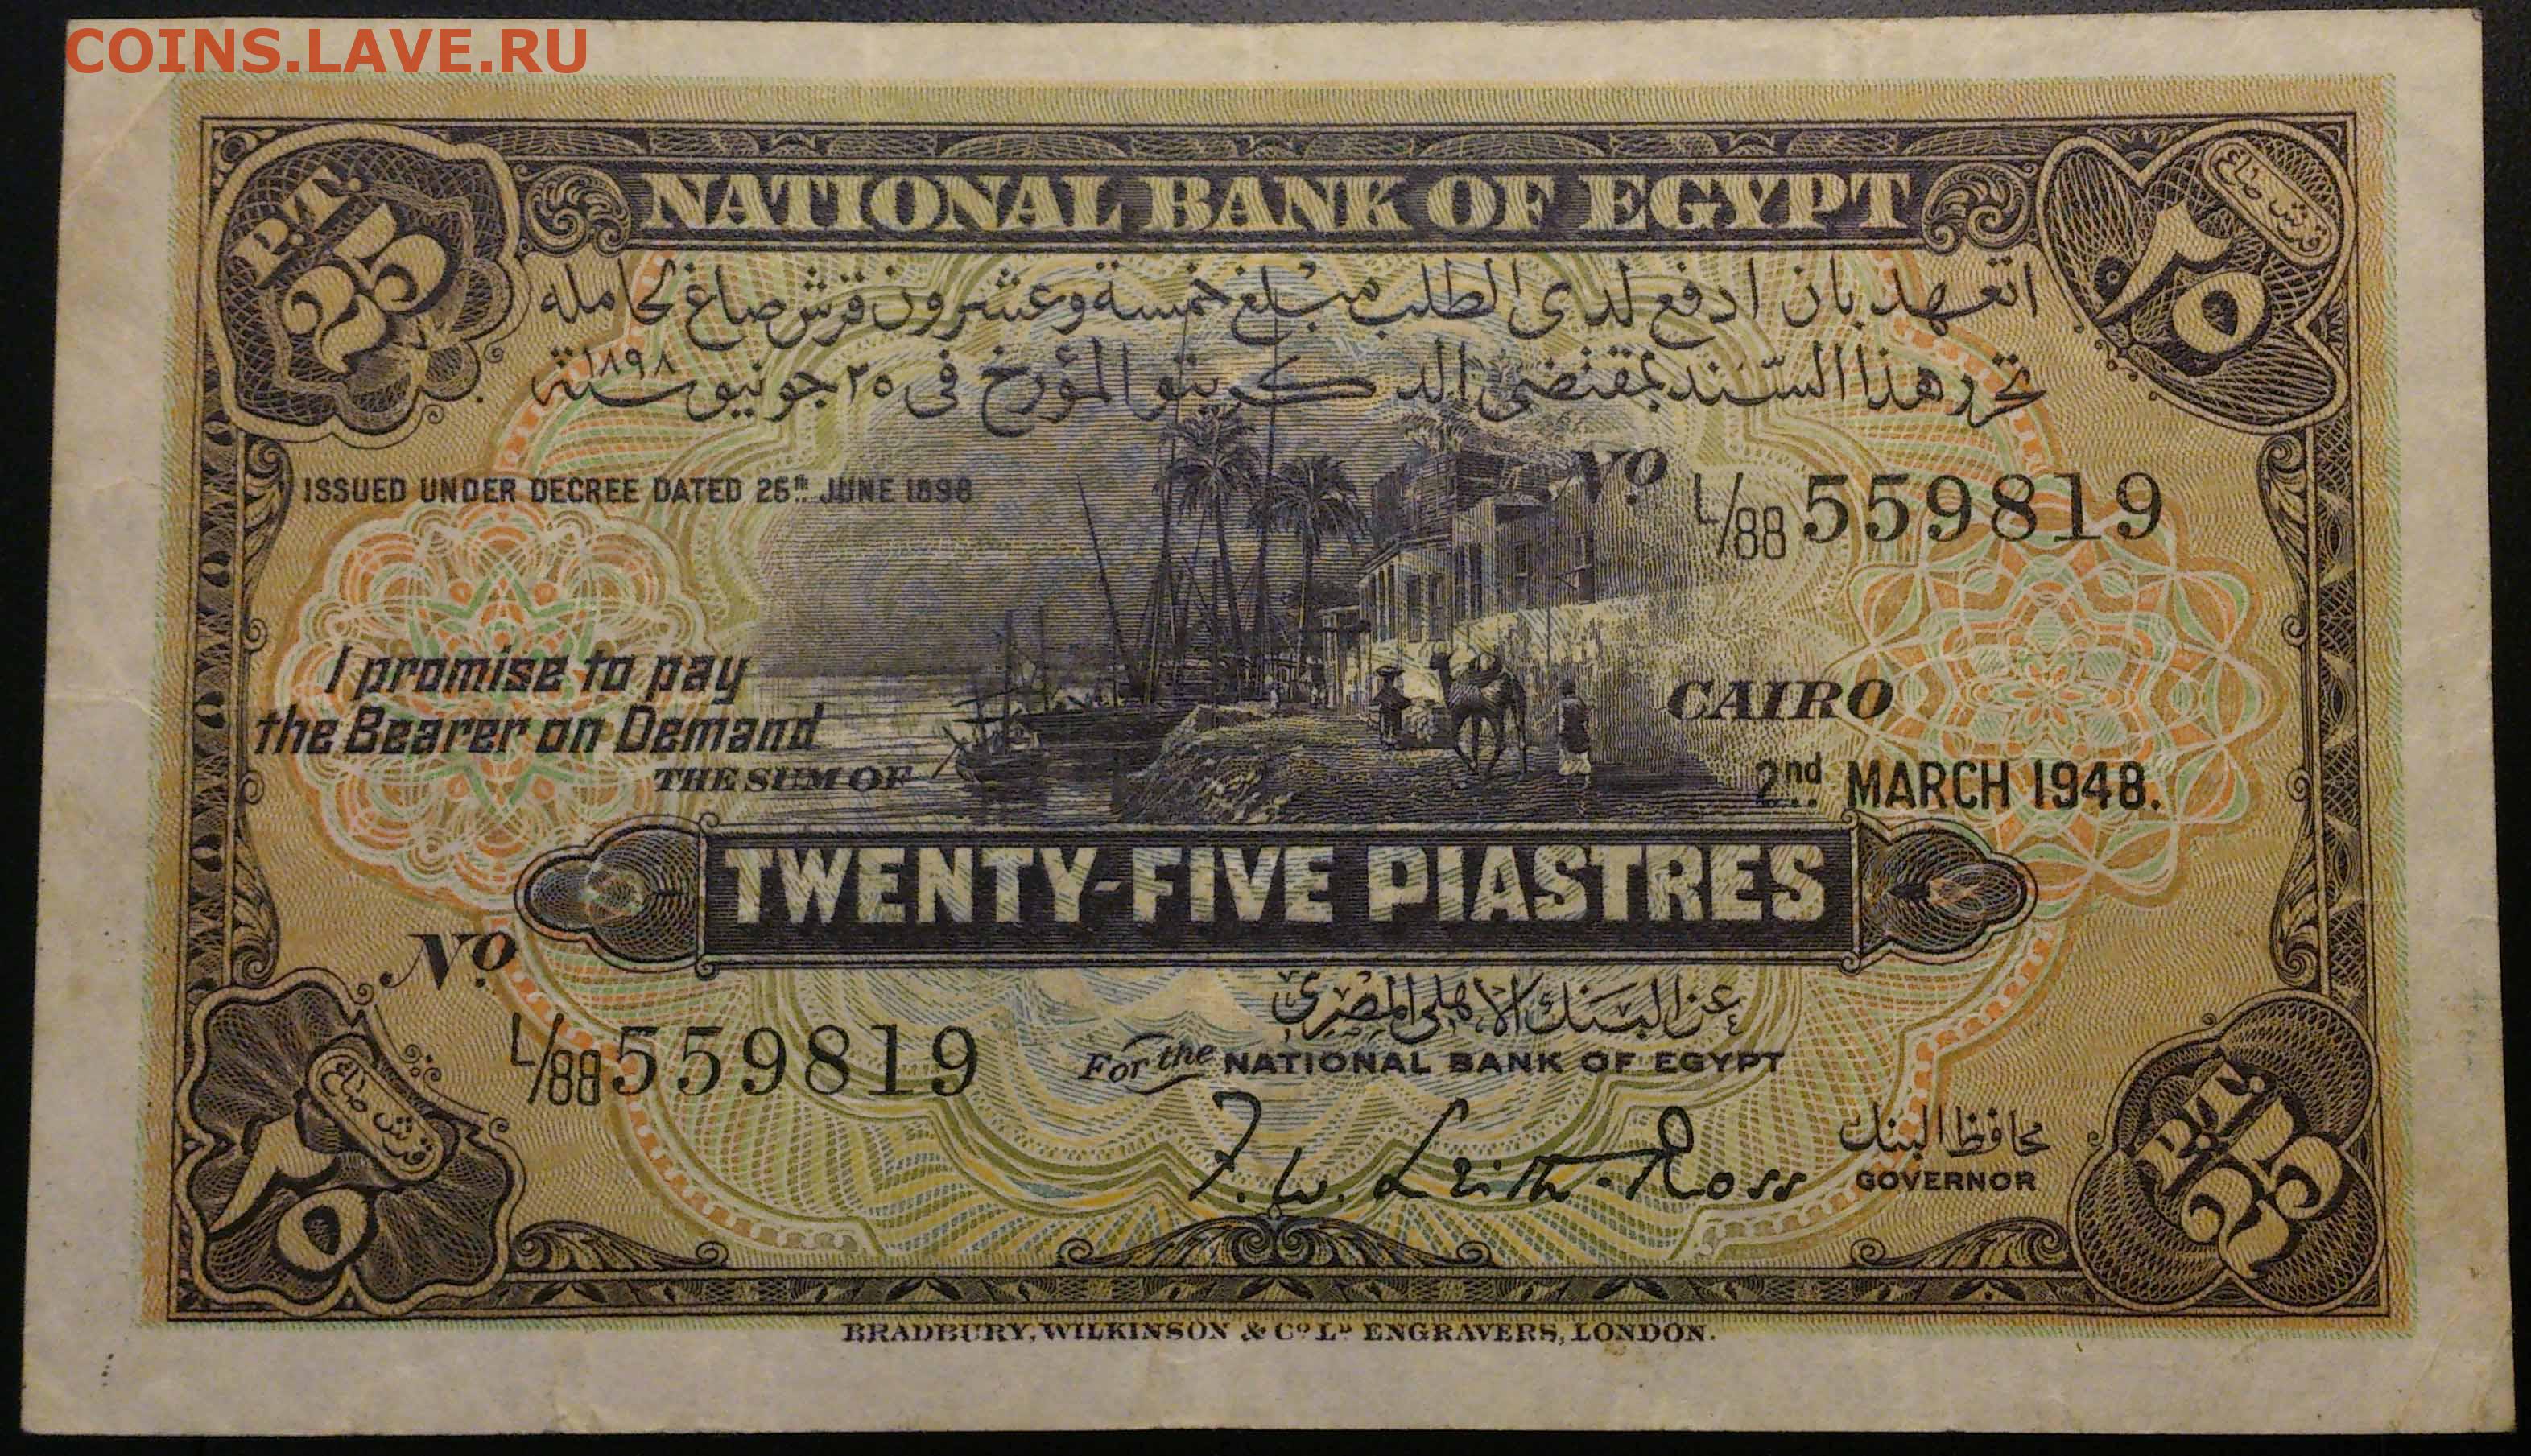 COINS.LAVE.RU
P.T. 25
NATIONAL BANK OF EGYPT
٢٥ قرش صاغ
اتعهد بان ادفع لدى الطلب مبلغ خمسة وعشرون قرش صاغ لحامله
تحرر هذا السند بمقتضى الدكريتو المؤرخ فى ٢٥ جونيو سنة ١٨٩٨
ISSUED UNDER DECREE DATED 25th JUNE 1898
No L/88 559819
I promise to pay
the Bearer on Demand
THE SUM OF
CAIRO
2nd MARCH 1948.
TWENTY-FIVE PIASTRES
No
L/88 559819
عن البنك الاهلى المصرى
For the NATIONAL BANK OF EGYPT
محافظ البنك
F. W. Leith-Ross GOVERNOR
٢٥ قرش صاغ
P.T. 25
BRADBURY, WILKINSON & Co Ld ENGRAVERS, LONDON.